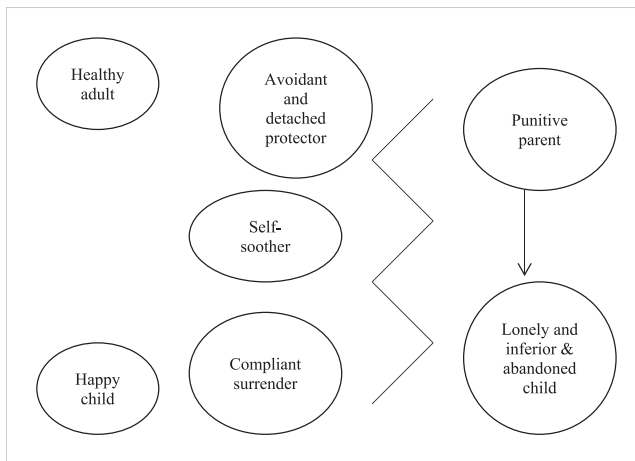 Healthy
adult
Avoidant
and
detached
protector
Punitive
parent
Self-
soother
Happy
child
Compliant
surrender
Lonely and
inferior &
abandoned
child